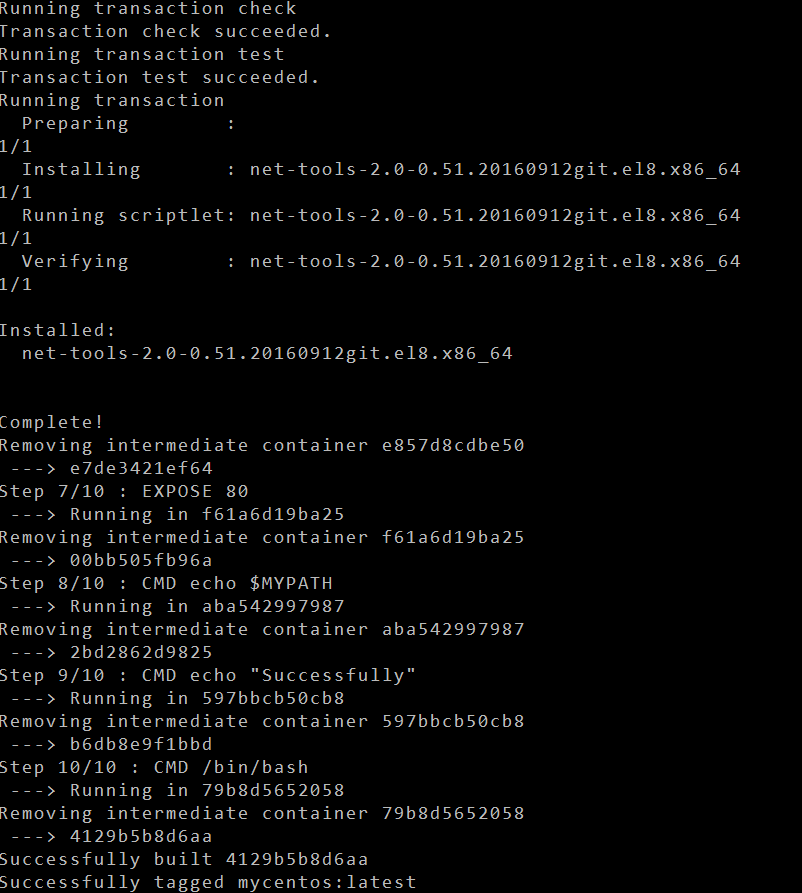 Running transaction check
Transaction check succeeded.
Running transaction test
Transaction test succeeded.
Running transaction
  Preparing        :
1/1
  Installing       : net-tools-2.0-0.51.20160912git.el8.x86_64
1/1
  Running scriptlet: net-tools-2.0-0.51.20160912git.el8.x86_64
1/1
  Verifying        : net-tools-2.0-0.51.20160912git.el8.x86_64
1/1

Installed:
  net-tools-2.0-0.51.20160912git.el8.x86_64

Complete!
Removing intermediate container e857d8cdbe50
 ---> e7de3421ef64
Step 7/10 : EXPOSE 80
 ---> Running in f61a6d19ba25
Removing intermediate container f61a6d19ba25
 ---> 00bb505fb96a
Step 8/10 : CMD echo $MYPATH
 ---> Running in aba542997987
Removing intermediate container aba542997987
 ---> 2bd2862d9825
Step 9/10 : CMD echo "Successfully"
 ---> Running in 597bbcb50cb8
Removing intermediate container 597bbcb50cb8
 ---> b6db8e9f1bbd
Step 10/10 : CMD /bin/bash
 ---> Running in 79b8d5652058
Removing intermediate container 79b8d5652058
 ---> 4129b5b8d6aa
Successfully built 4129b5b8d6aa
Successfully tagged mycentos:latest